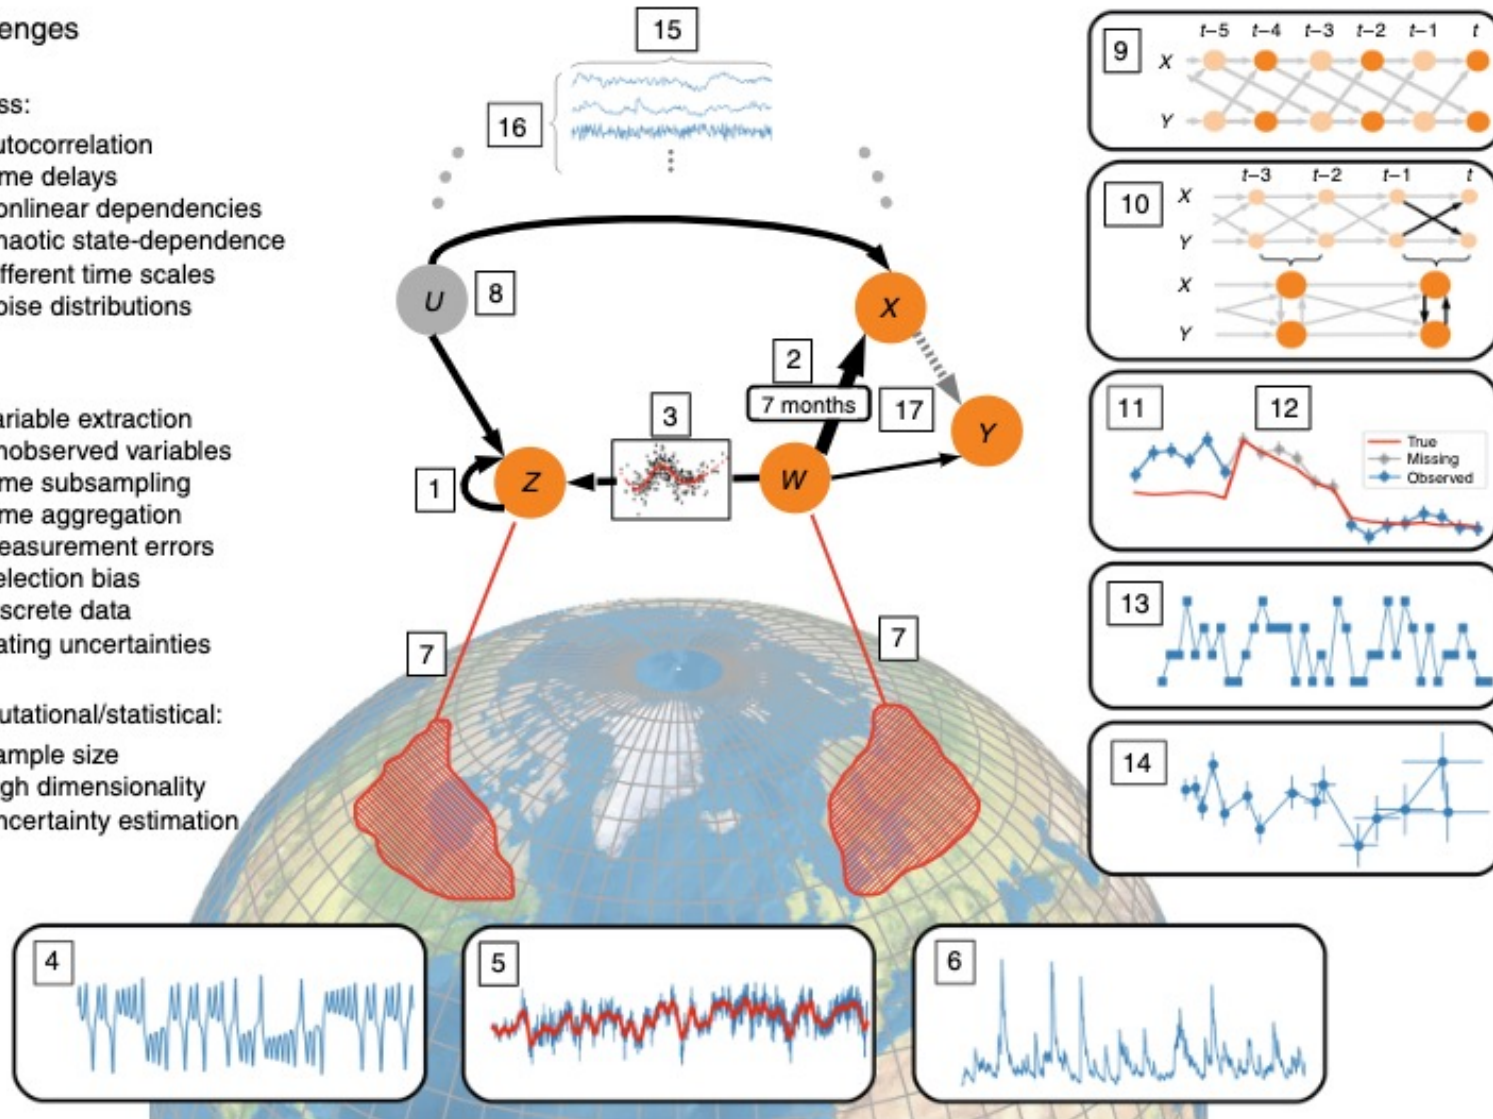 enges
ss:
utocorrelation
me delays
onlinear dependencies
haotic state-dependence
fferent time scales
oise distributions
ariable extraction
nobserved variables
me subsampling
me aggregation
easurement errors
election bias
screte data
ating uncertainties
utational/statistical:
ample size
gh dimensionality
ncertainty estimation
15
16
U
8
X
2
7 months
17
3
Y
1
Z
W
7
7
4
5
6
9
t–5 t–4 t–3 t–2 t–1 t
X
Y
10
t–3 t–2 t–1 t
X
Y
X
Y
11
12
True
Missing
Observed
13
14